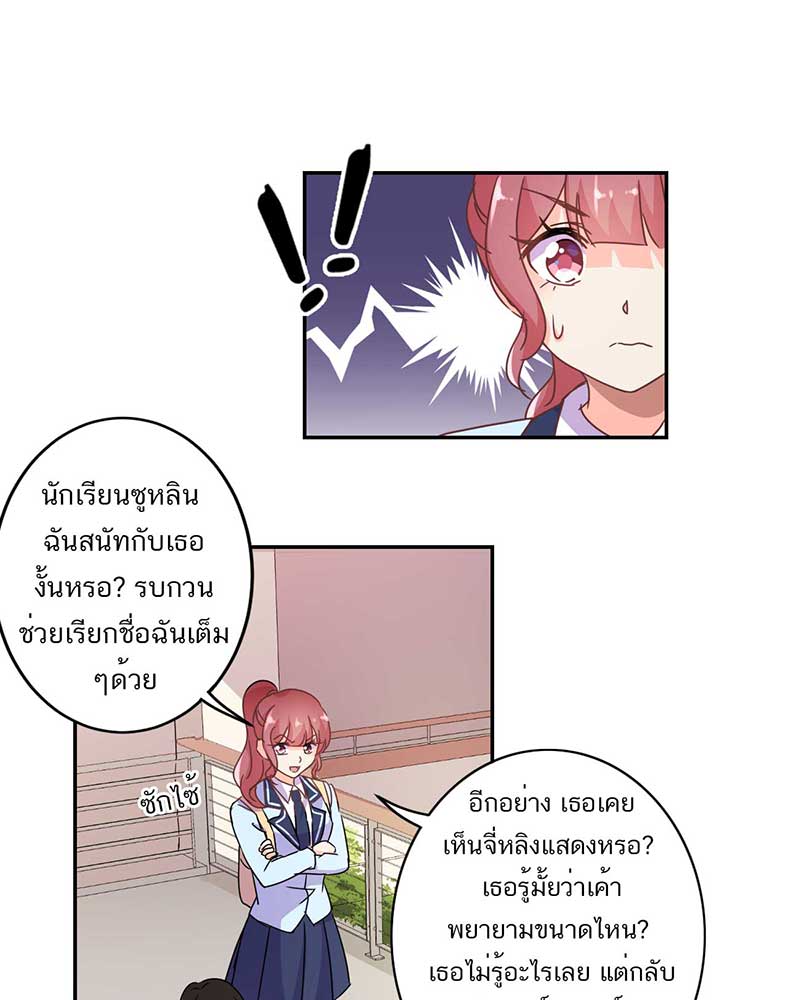 นักเรียนซูหลิน
ฉันสนัทกับเธอ
งั้นหรอ? รบกวน
ช่วยเรียกชื่อฉันเต็ม
ๆด้วย
ซักไซ้
อีกอย่าง เธอเคย
เห็นจี่หลิงแสดงหรอ?
เธอรู้มั้ยว่าเค้า
พยายามขนาดไหน?
เธอไม่รู้อะไรเลย แต่กลับ